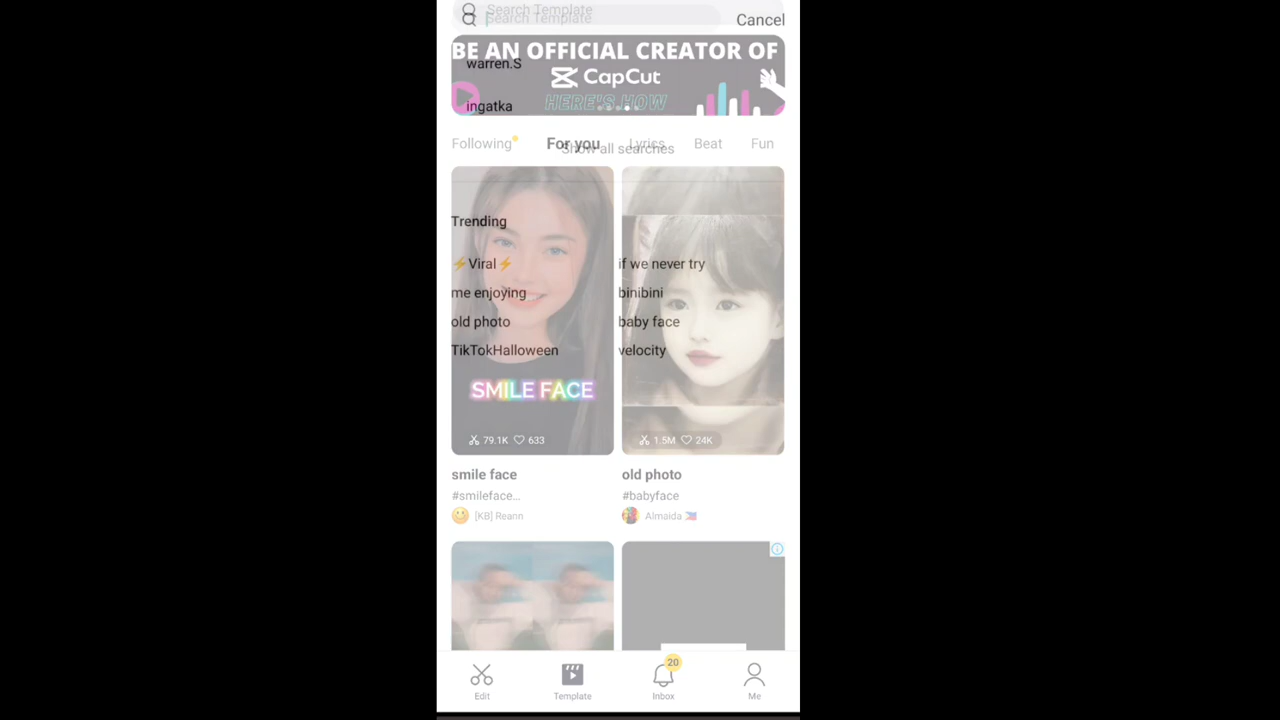 Search Template
Search Template
Cancel
BE AN OFFICIAL CREATOR OF
warren.S
CapCut
HERE'S HOW
ingatka
Following For you Lyrics Beat Fun
Show all searches
Trending
⚡Viral⚡ if we never try
me enjoying binibini
old photo baby face
TikTokHalloween velocity
SMILE FACE
79.1K 633 1.5M 24K
smile face old photo
#smileface... #babyface
[KB] Reann Almaida 🇵🇭
20
Edit Template Inbox Me